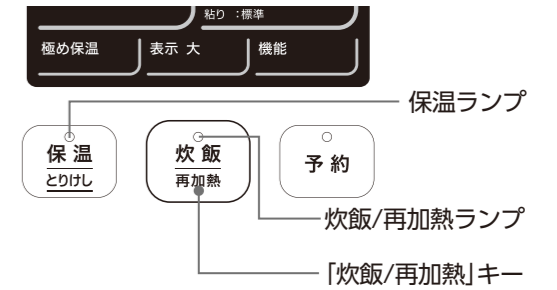 粘り :標準
極め保温 表示 大 機能
保温ランプ
保温 炊飯 予約
とりけし 再加熱
炊飯/再加熱ランプ
「炊飯/再加熱」キー